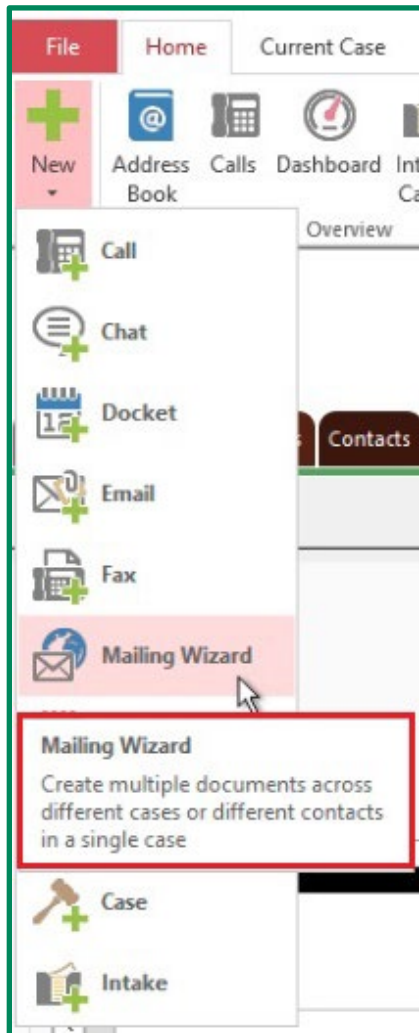 File Home Current Case
New Address Book Calls Dashboard
Overview
Call
Chat
Docket
Contacts
Email
Fax
Mailing Wizard
Mailing Wizard
Create multiple documents across
different cases or different contacts
in a single case
Case
Intake